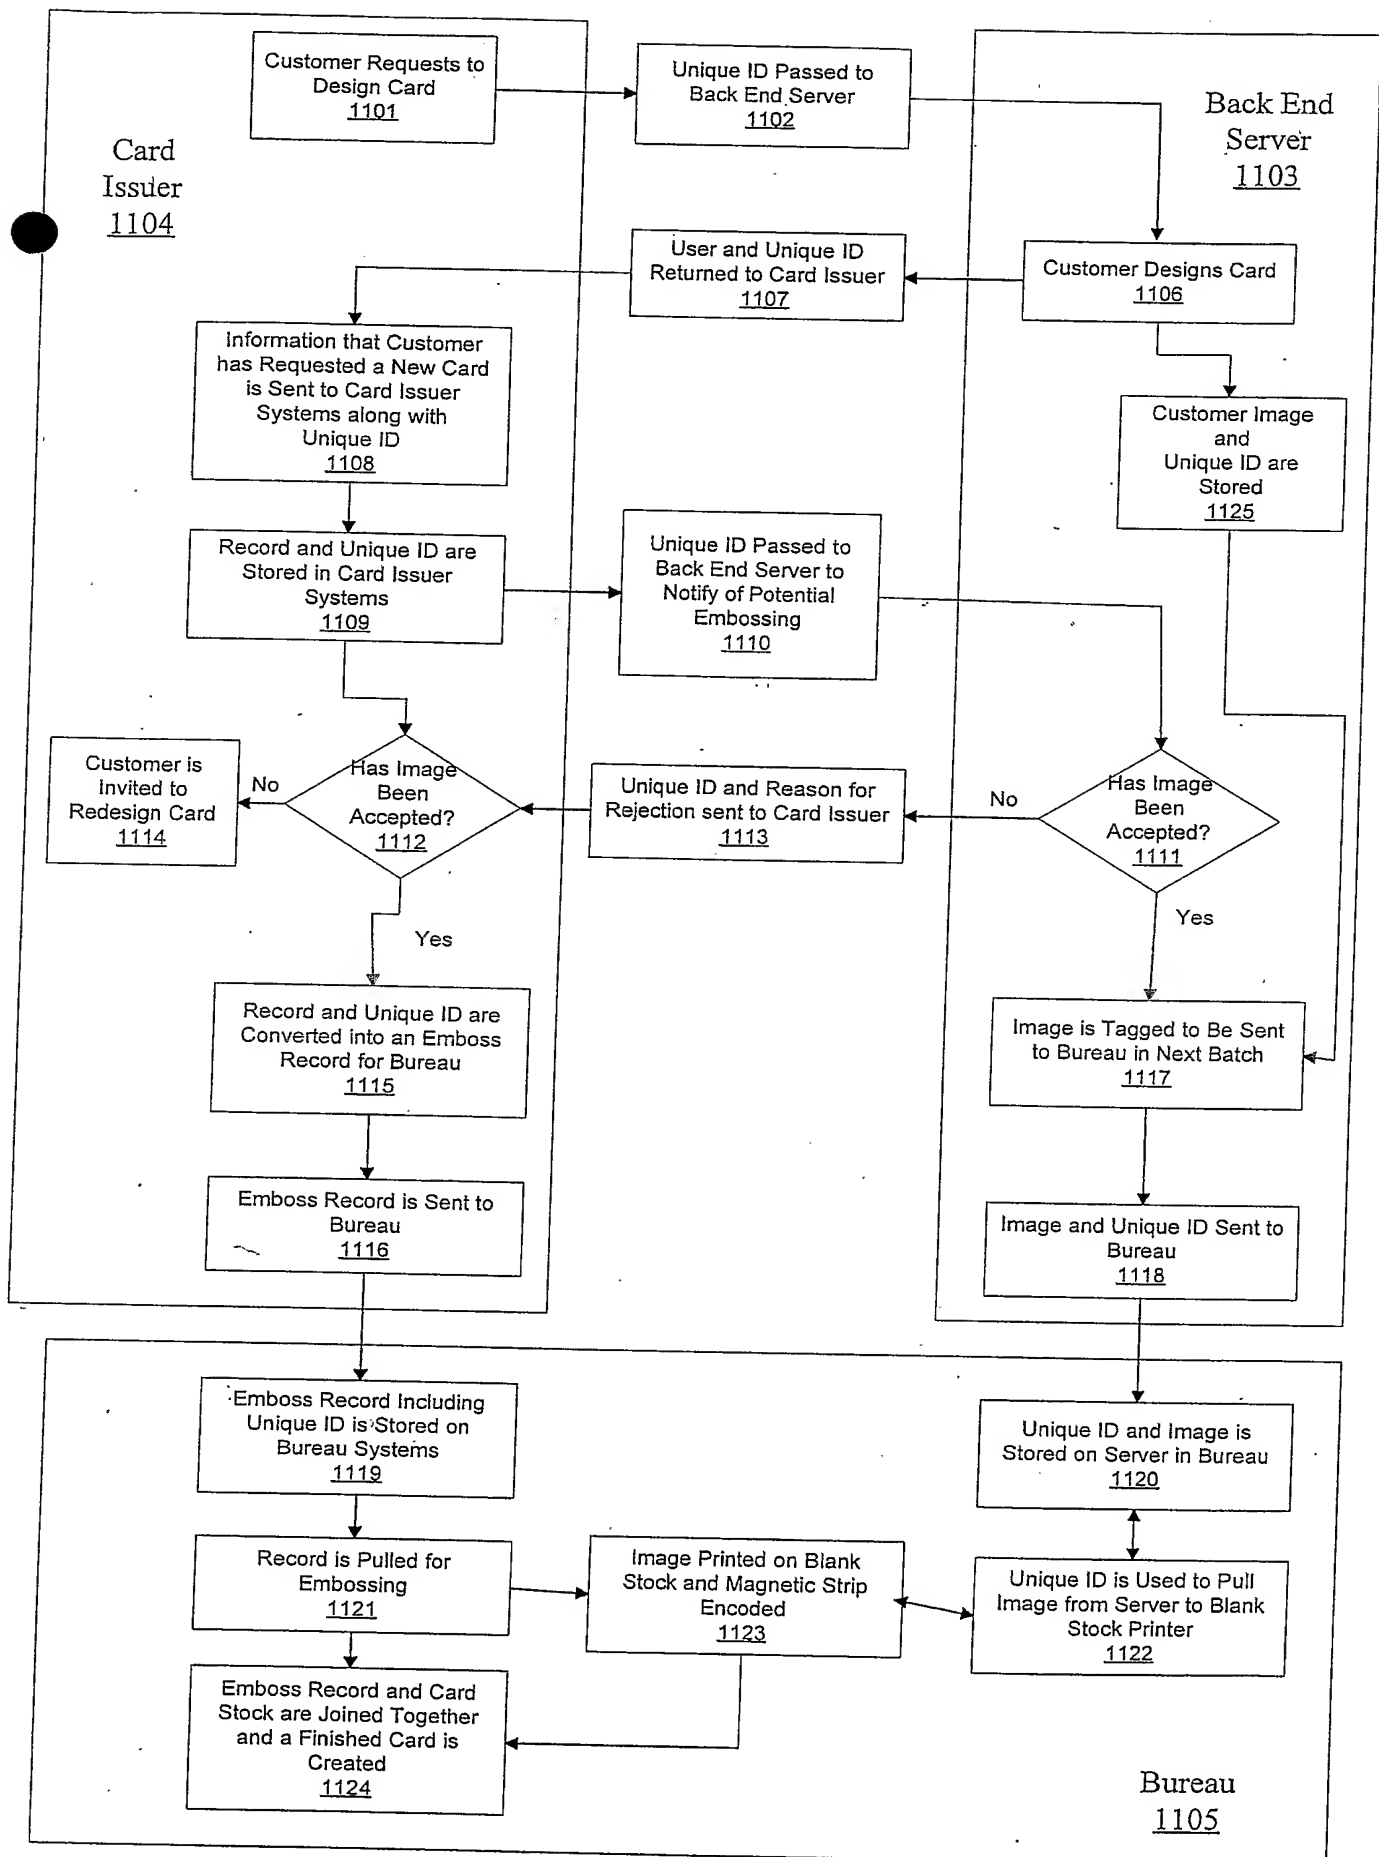 Customer Requests to
Design Card
1101
Unique ID Passed to
Back End Server
1102
Back End
Server
1103
Card
Issuer
1104
User and Unique ID
Returned to Card Issuer
1107
Customer Designs Card
1106
Information that Customer
has Requested a New Card
is Sent to Card Issuer
Systems along with
Unique ID
1108
Customer Image
and
Unique ID are
Stored
1125
Record and Unique ID are
Stored in Card Issuer
Systems
1109
Unique ID Passed to
Back End Server to
Notify of Potential
Embossing
1110
Customer is
Invited to
Redesign Card
1114
No
Has Image
Been
Accepted?
1112
Unique ID and Reason for
Rejection sent to Card Issuer
1113
No
Has Image
Been
Accepted?
1111
Yes
Yes
Record and Unique ID are
Converted into an Emboss
Record for Bureau
1115
Image is Tagged to Be Sent
to Bureau in Next Batch
1117
Emboss Record is Sent to
Bureau
1116
Image and Unique ID Sent to
Bureau
1118
Emboss Record Including
Unique ID is Stored on
Bureau Systems
1119
Unique ID and Image is
Stored on Server in Bureau
1120
Record is Pulled for
Embossing
1121
Image Printed on Blank
Stock and Magnetic Strip
Encoded
1123
Unique ID is Used to Pull
Image from Server to Blank
Stock Printer
1122
Emboss Record and Card
Stock are Joined Together
and a Finished Card is
Created
1124
Bureau
1105